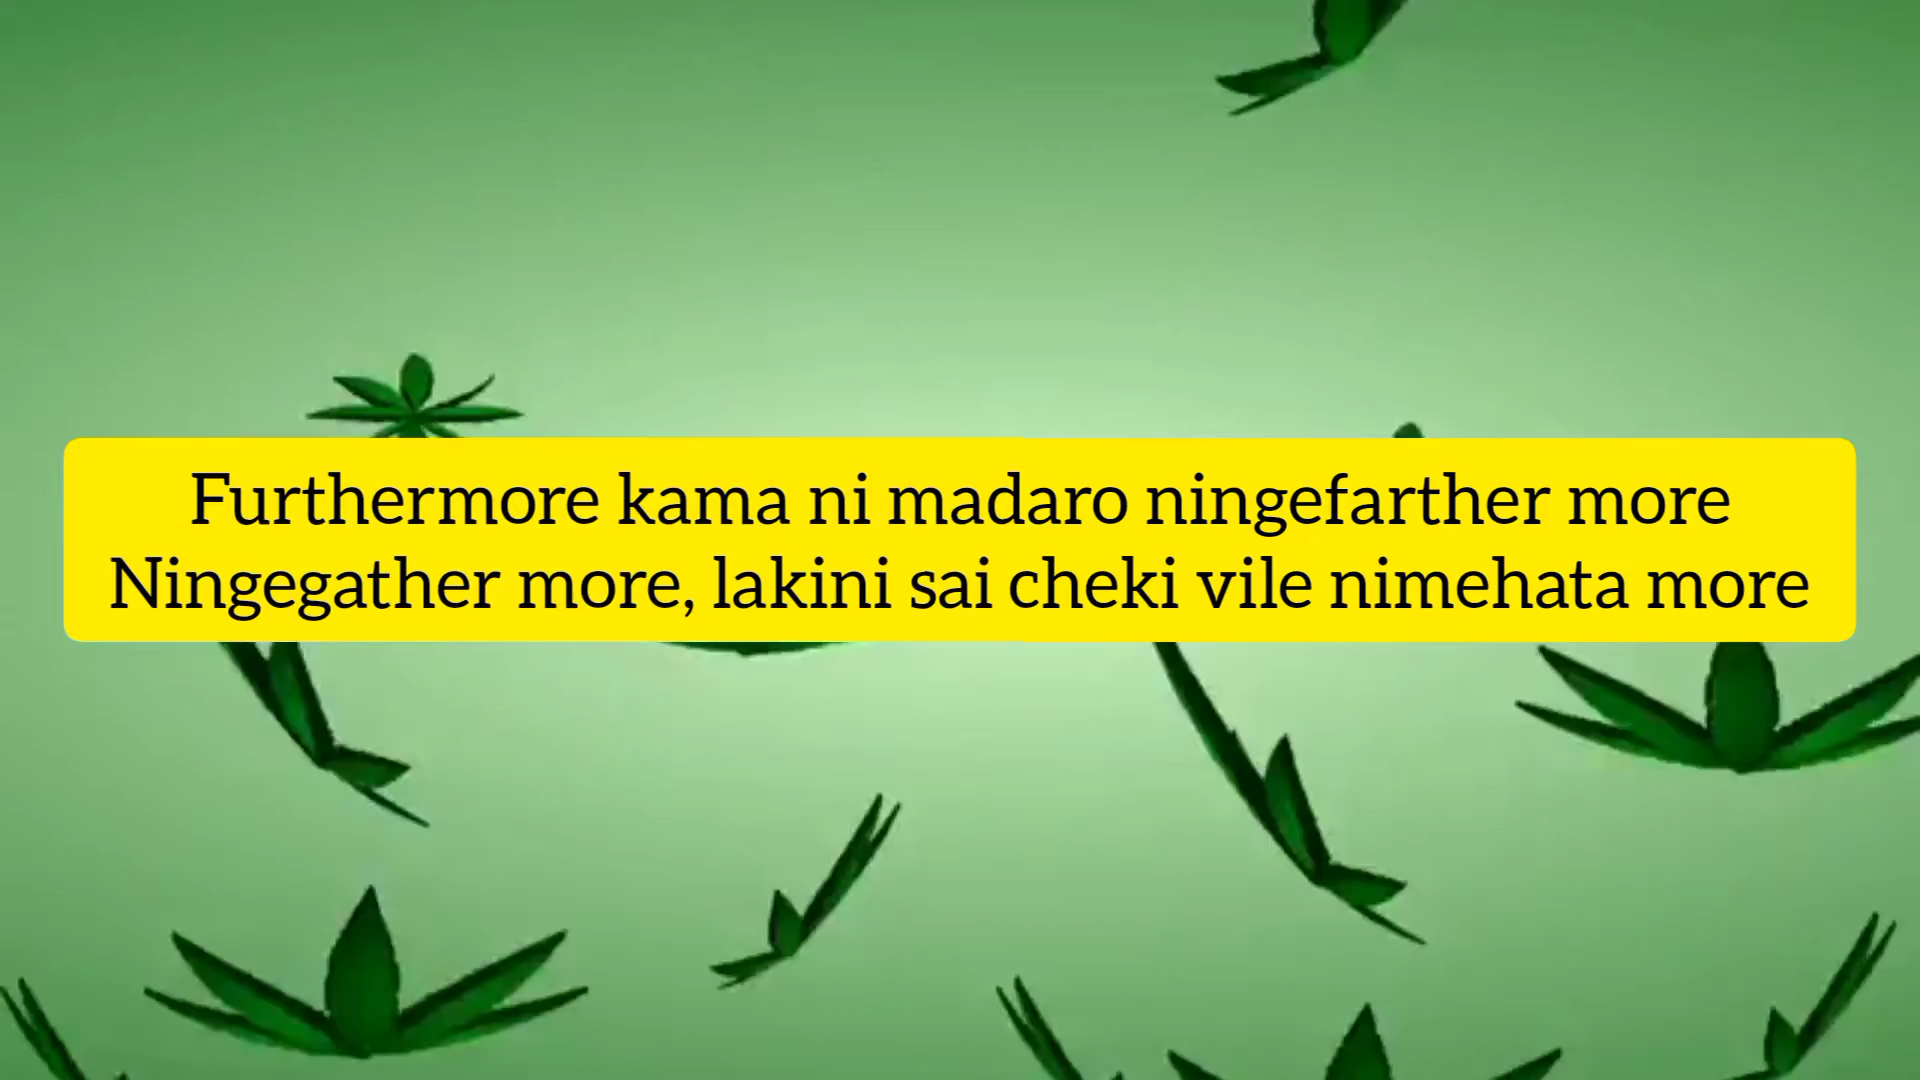 Furthermore kama ni madaro ningefarther more
Ningegather more, lakini sai cheki vile nimehata more